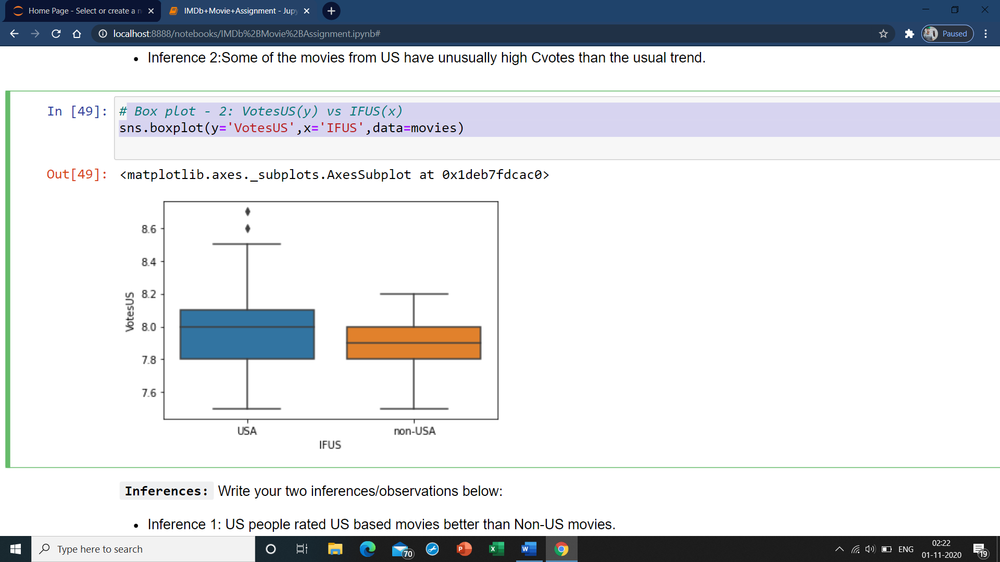 Home Page - Select or create a n
IMDb+Movie+Assignment - Jupy
localhost:8888/notebooks/IMDb%2BMovie%2BAssignment.ipynb#
Paused
• Inference 2:Some of the movies from US have unusually high Cvotes than the usual trend.
In [49]:
# Box plot - 2: VotesUS(y) vs IFUS(x)
sns.boxplot(y='VotesUS',x='IFUS',data=movies)
Out[49]:
<matplotlib.axes._subplots.AxesSubplot at 0x1deb7fdcac0>
8.6
8.4
8.2
8.0
7.8
7.6
VotesUS
USA
non-USA
IFUS
Inferences: Write your two inferences/observations below:
• Inference 1: US people rated US based movies better than Non-US movies.
Type here to search
70
P
X
W
ENG
02:22
01-11-2020
19